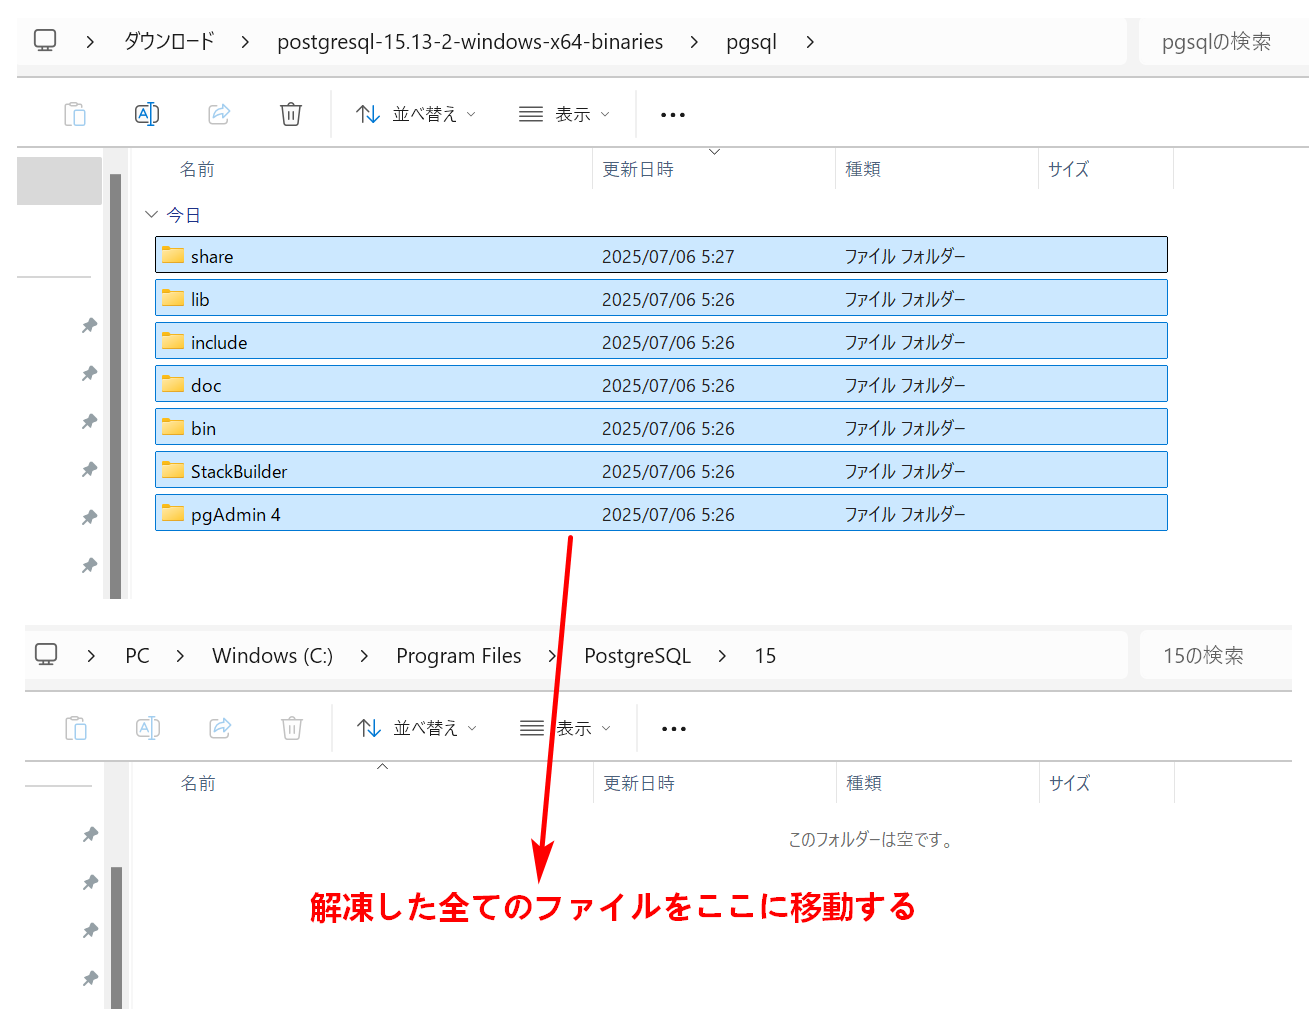 ダウンロード > postgresql-15.13-2-windows-x64-binaries > pgsql > pgsqlの検索
並べ替え 表示 •••
名前 更新日時 種類 サイズ
今日
share 2025/07/06 5:27 ファイル フォルダー
lib 2025/07/06 5:26 ファイル フォルダー
include 2025/07/06 5:26 ファイル フォルダー
doc 2025/07/06 5:26 ファイル フォルダー
bin 2025/07/06 5:26 ファイル フォルダー
StackBuilder 2025/07/06 5:26 ファイル フォルダー
pgAdmin 4 2025/07/06 5:26 ファイル フォルダー
PC > Windows (C:) > Program Files > PostgreSQL > 15 15の検索
並べ替え 表示 •••
名前 更新日時 種類 サイズ
このフォルダーは空です。
解凍した全てのファイルをここに移動する